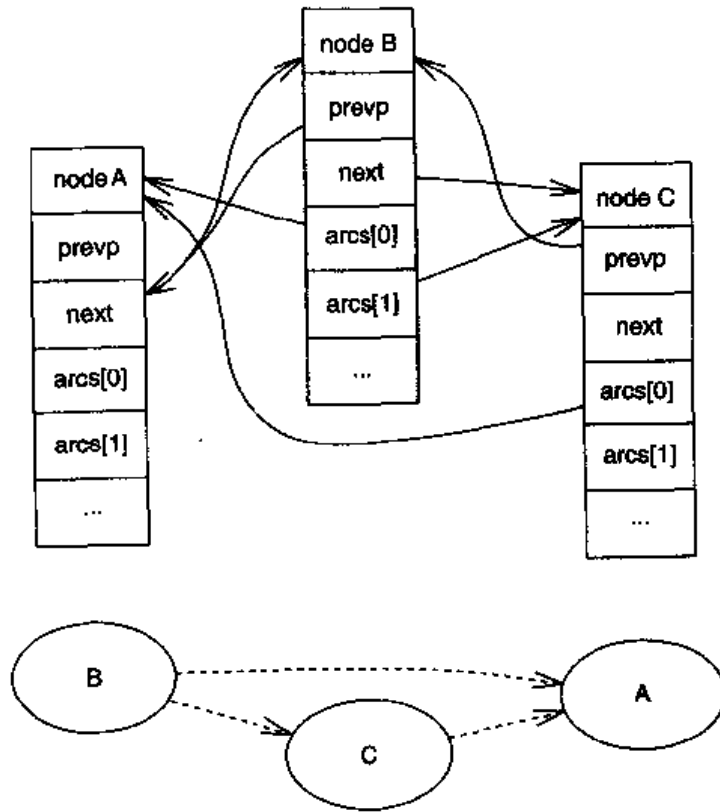 node B
prevp
next
arcs[0]
arcs[1]
...
node A
prevp
next
arcs[0]
arcs[1]
...
node C
prevp
next
arcs[0]
arcs[1]
...
B
C
A